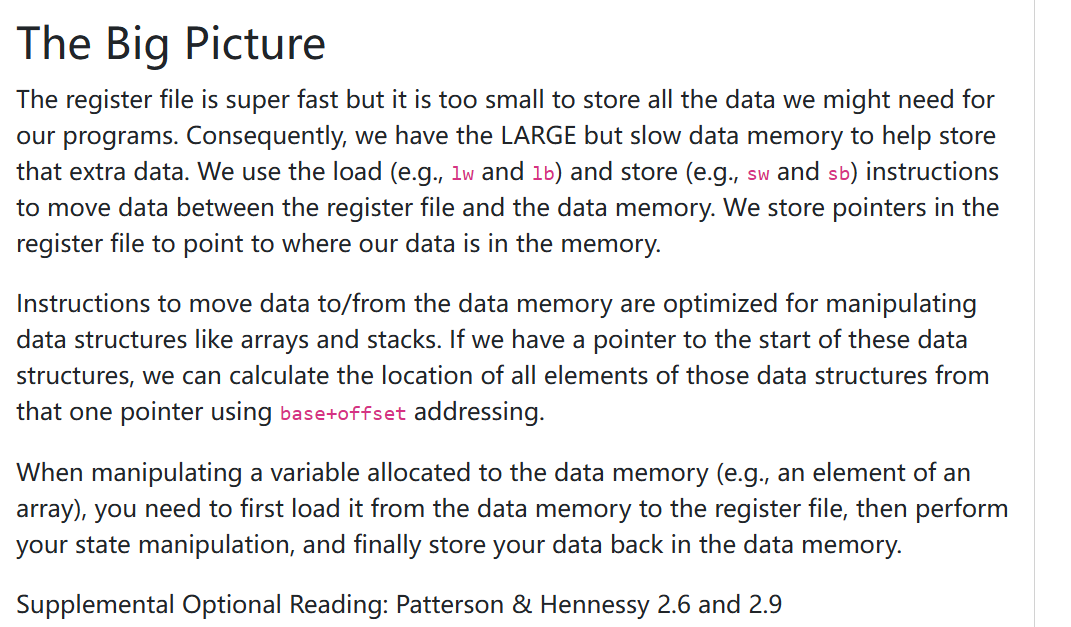 The Big Picture
The register file is super fast but it is too small to store all the data we might need for
our programs. Consequently, we have the LARGE but slow data memory to help store
that extra data. We use the load (e.g., lw and lb) and store (e.g., sw and sb) instructions
to move data between the register file and the data memory. We store pointers in the
register file to point to where our data is in the memory.
Instructions to move data to/from the data memory are optimized for manipulating
data structures like arrays and stacks. If we have a pointer to the start of these data
structures, we can calculate the location of all elements of those data structures from
that one pointer using base+offset addressing.
When manipulating a variable allocated to the data memory (e.g., an element of an
array), you need to first load it from the data memory to the register file, then perform
your state manipulation, and finally store your data back in the data memory.
Supplemental Optional Reading: Patterson & Hennessy 2.6 and 2.9